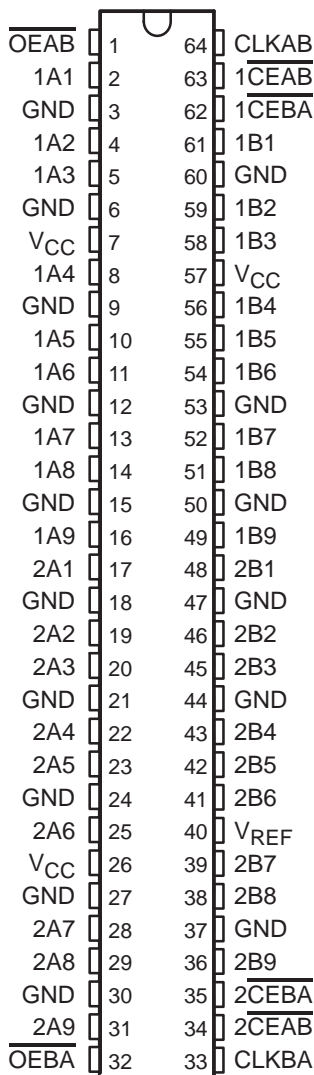 O̅E̅A̅B̅ 1 64 CLKAB
1A1 2 63 1C̅E̅A̅B̅
GND 3 62 1C̅E̅B̅A̅
1A2 4 61 1B1
1A3 5 60 GND
GND 6 59 1B2
VCC 7 58 1B3
1A4 8 57 VCC
GND 9 56 1B4
1A5 10 55 1B5
1A6 11 54 1B6
GND 12 53 GND
1A7 13 52 1B7
1A8 14 51 1B8
GND 15 50 GND
1A9 16 49 1B9
2A1 17 48 2B1
GND 18 47 GND
2A2 19 46 2B2
2A3 20 45 2B3
GND 21 44 GND
2A4 22 43 2B4
2A5 23 42 2B5
GND 24 41 2B6
2A6 25 40 VREF
VCC 26 39 2B7
GND 27 38 2B8
2A7 28 37 GND
2A8 29 36 2B9
GND 30 35 2C̅E̅B̅A̅
2A9 31 34 2C̅E̅A̅B̅
O̅E̅B̅A̅ 32 33 CLKBA